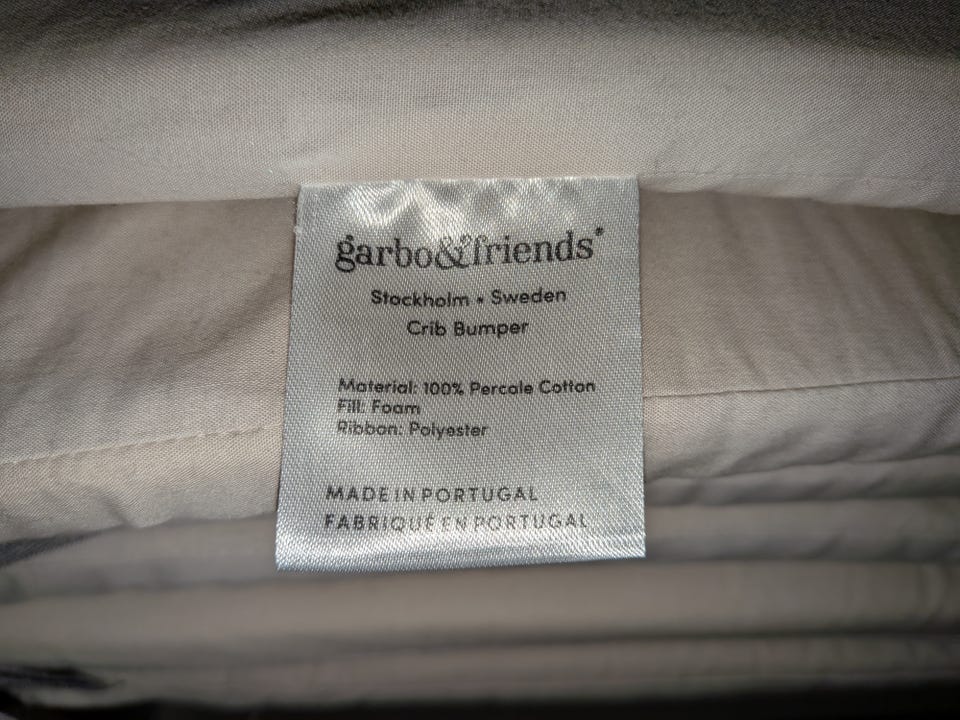 garbo&friends®
Stockholm • Sweden
Crib Bumper
Material: 100% Percale Cotton
Fill: Foam
Ribbon: Polyester
MADE IN PORTUGAL
FABRIQUÉ EN PORTUGAL